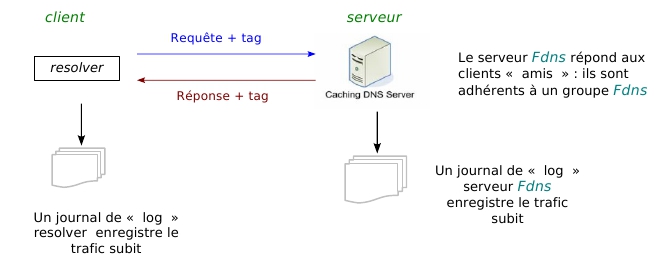 client
serveur
Requête + tag
resolver
Réponse + tag
Caching DNS Server
Le serveur Fdns répond aux
clients «  amis  » : ils sont
adhérents à un groupe Fdns
Un journal de «  log  »
serveur Fdns
enregistre le trafic
subit
Un journal de «  log  »
resolver  enregistre le
trafic subit